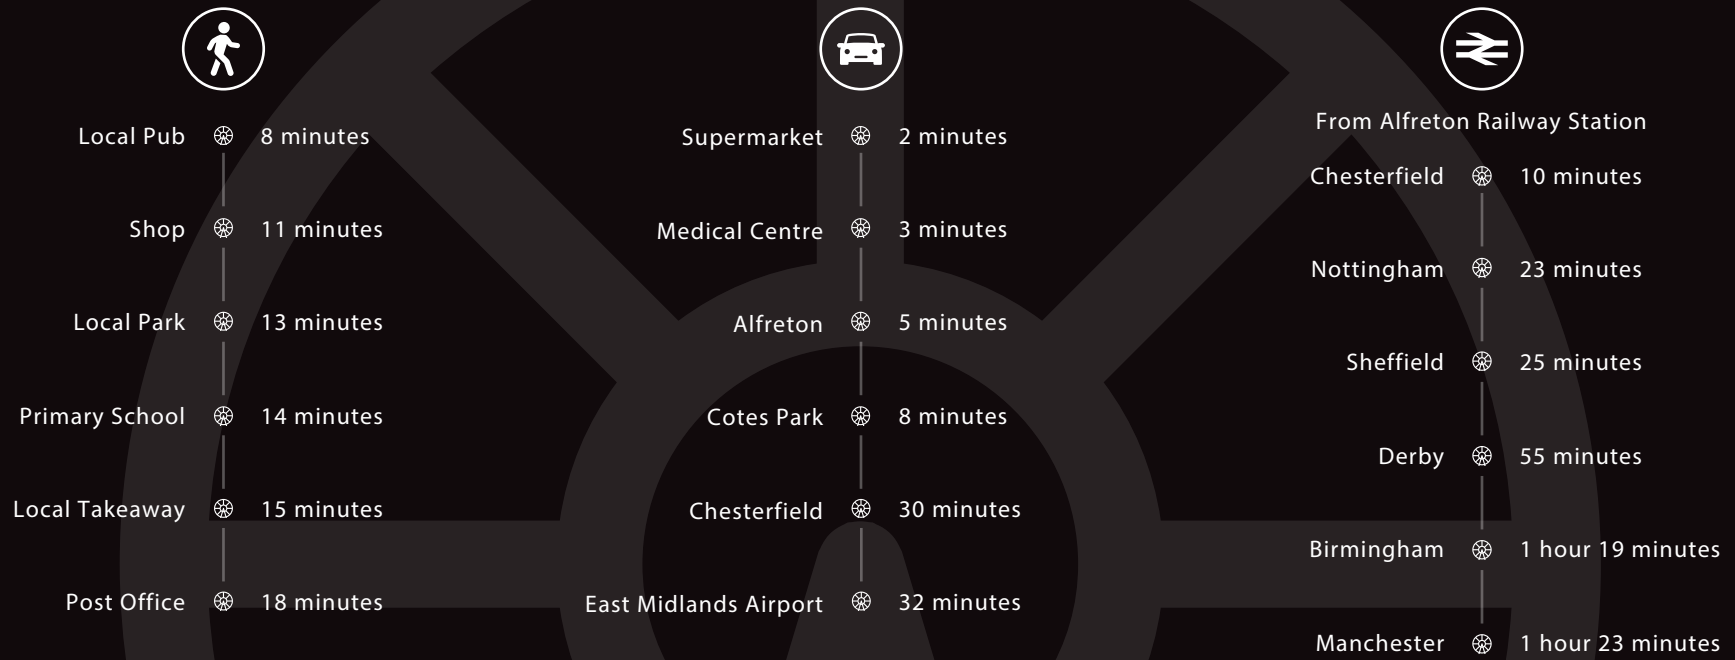 Local Pub 8 minutes
Shop 11 minutes
Local Park 13 minutes
Primary School 14 minutes
Local Takeaway 15 minutes
Post Office 18 minutes
Supermarket 2 minutes
Medical Centre 3 minutes
Alfreton 5 minutes
Cotes Park 8 minutes
Chesterfield 30 minutes
East Midlands Airport 32 minutes
From Alfreton Railway Station
Chesterfield 10 minutes
Nottingham 23 minutes
Sheffield 25 minutes
Derby 55 minutes
Birmingham 1 hour 19 minutes
Manchester 1 hour 23 minutes